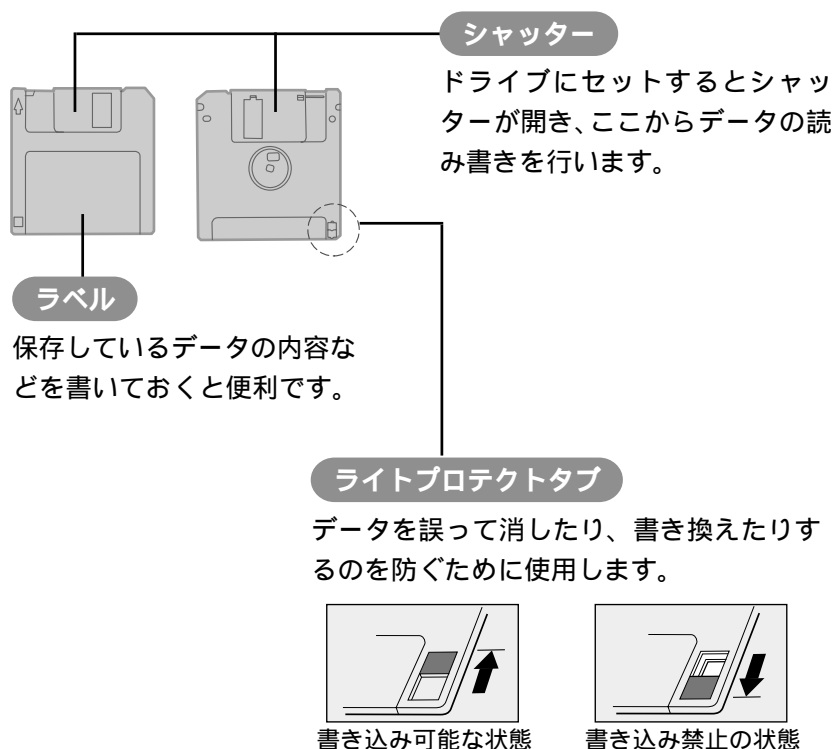 シャッター
ドライブにセットするとシャッ
ターが開き、ここからデータの読
み書きを行います。
ラベル
保存しているデータの内容な
どを書いておくと便利です。
ライトプロテクトタブ
データを誤って消したり、書き換えたりす
るのを防ぐために使用します。
書き込み可能な状態
書き込み禁止の状態